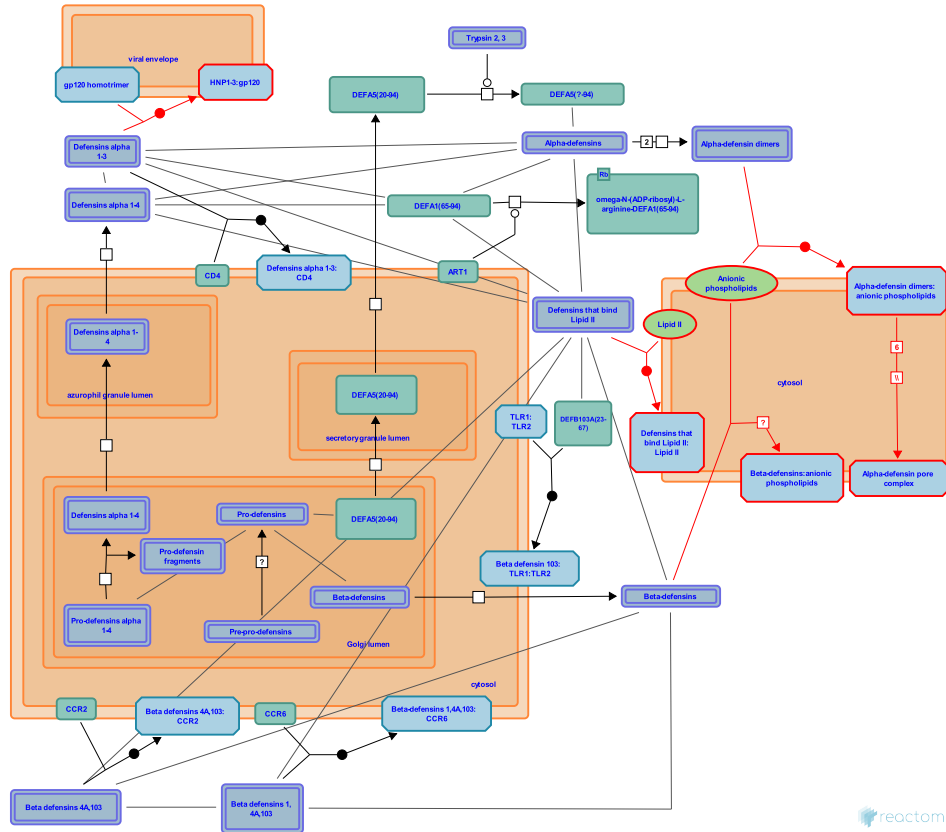 Trypsin 2, 3
viral envelope
gp120 homotrimer
HNP1-3:gp120
DEFA5(20-94)
DEFA5(?-94)
Defensins alpha
1-3
Alpha-defensins
2
Alpha-defensin dimers
Rb
omega-N-(ADP-ribosyl)-L-
arginine-DEFA1(65-94)
Defensins alpha 1-4
DEFA1(65-94)
CD4
Defensins alpha 1-3:
CD4
ART1
Anionic
phospholipids
Alpha-defensin dimers:
anionic phospholipids
Defensins that bind
Lipid II
Lipid II
Defensins alpha 1-
4
6
\\
cytosol
azurophil granule lumen
DEFA5(20-94)
secretory granule lumen
TLR1:
TLR2
DEFB103A(23-
67)
?
Defensins that
bind Lipid II:
Lipid II
Beta-defensins:anionic
phospholipids
Alpha-defensin pore
complex
Defensins alpha 1-4
Pro-defensins
DEFA5(20-94)
Pro-defensin
fragments
?
Beta defensin 103:
TLR1:TLR2
Beta-defensins
Beta-defensins
Pro-defensins alpha
1-4
Pre-pro-defensins
Golgi lumen
cytosol
CCR2
Beta defensins 4A,103:
CCR2
CCR6
Beta-defensins 1,4A,103:
CCR6
Beta defensins 4A,103
Beta defensins 1,
4A,103
reactom